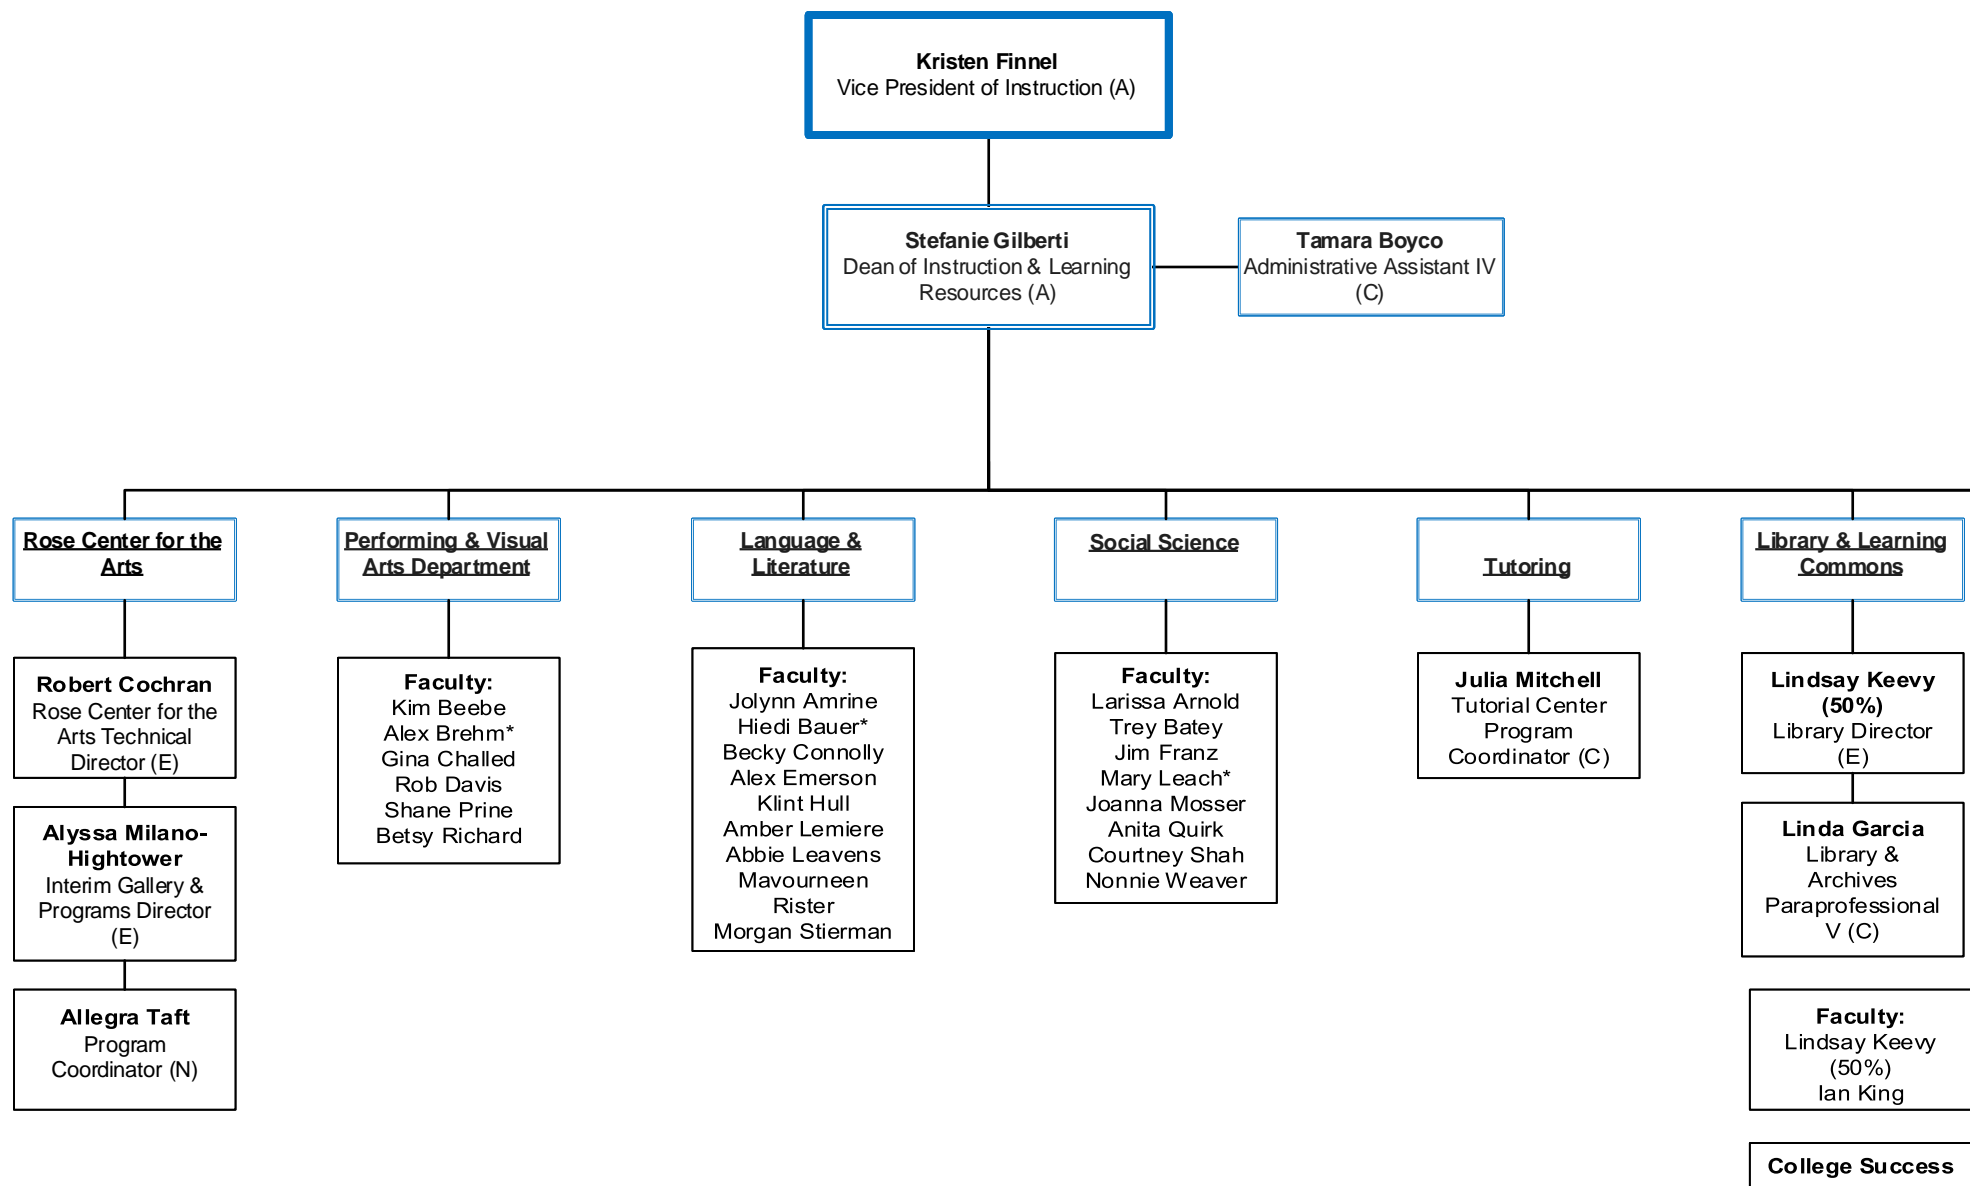 Kristen Finnel
Vice President of Instruction (A)
Stefanie Gilberti
Dean of Instruction & Learning
Resources (A)
Tamara Boyco
Administrative Assistant IV
(C)
Rose Center for the
Arts
Robert Cochran
Rose Center for the
Arts Technical
Director (E)
Alyssa Milano-
Hightower
Interim Gallery &
Programs Director
(E)
Allegra Taft
Program
Coordinator (N)
Performing & Visual
Arts Department
Faculty:
Kim Beebe
Alex Brehm*
Gina Challed
Rob Davis
Shane Prine
Betsy Richard
Language &
Literature
Faculty:
Jolynn Amrine
Hiedi Bauer*
Becky Connolly
Alex Emerson
Klint Hull
Amber Lemiere
Abbie Leavens
Mavourneen
Rister
Morgan Stierman
Social Science
Faculty:
Larissa Arnold
Trey Batey
Jim Franz
Mary Leach*
Joanna Mosser
Anita Quirk
Courtney Shah
Nonnie Weaver
Tutoring
Julia Mitchell
Tutorial Center
Program
Coordinator (C)
Library & Learning
Commons
Lindsay Keevy
(50%)
Library Director
(E)
Linda Garcia
Library &
Archives
Paraprofessional
V (C)
Faculty:
Lindsay Keevy
(50%)
Ian King
College Success